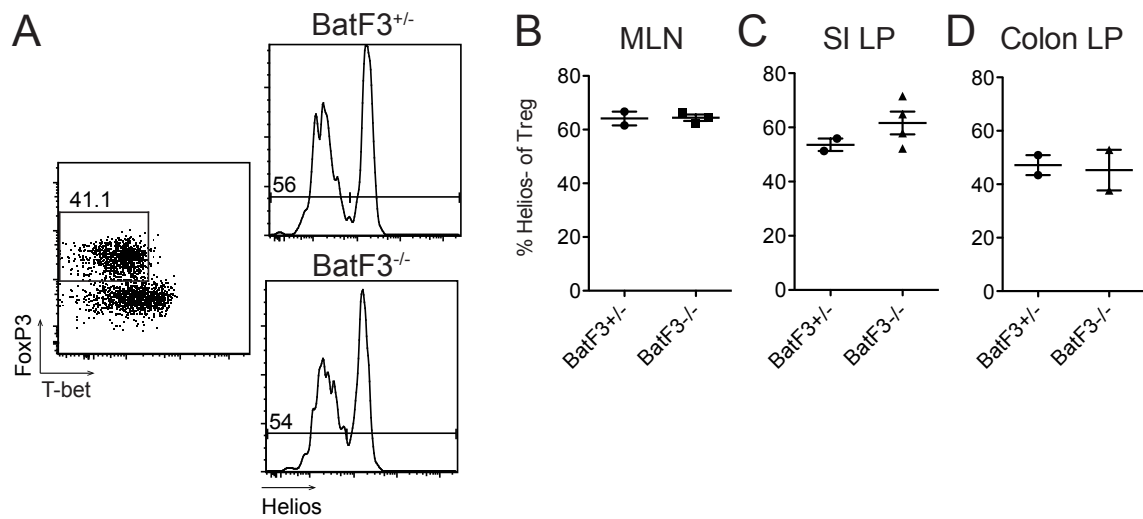 A
BatF3+/-
56
41.1
FoxP3
T-bet
BatF3-/-
54
Helios
B
MLN
% Helios- of Treg
80
60
40
20
0
BatF3+/-
BatF3-/-
C
SI LP
80
60
40
20
0
BatF3+/-
BatF3-/-
D
Colon LP
80
60
40
20
0
BatF3+/-
BatF3-/-